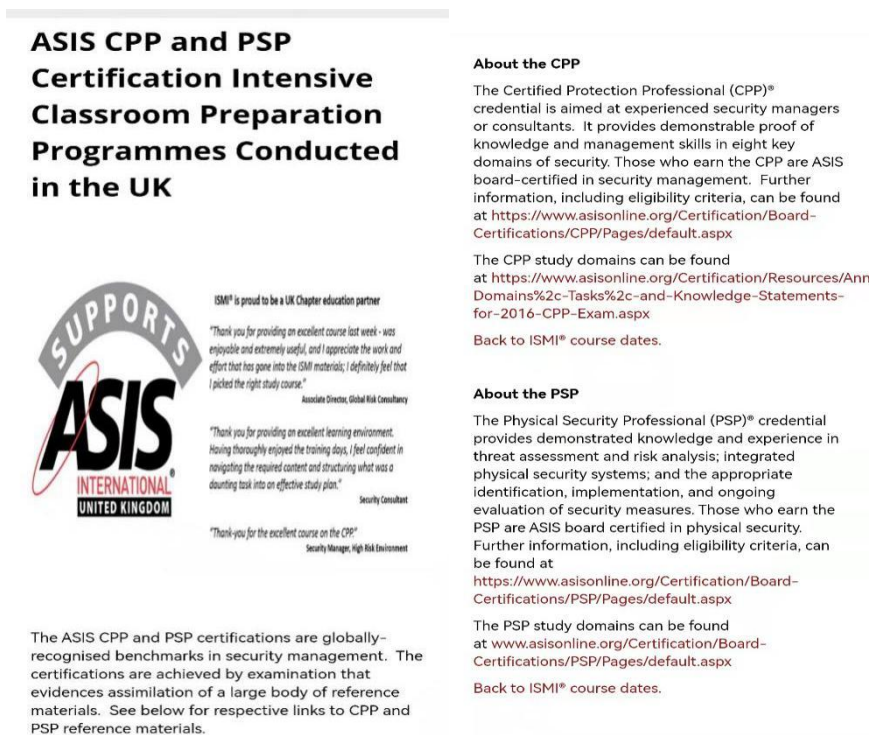 ASIS CPP and PSP
Certification Intensive
Classroom Preparation
Programmes Conducted
in the UK
SUPPORTS
ASIS
INTERNATIONAL®
UNITED KINGDOM
ISMI® is proud to be a UK Chapter education partner
"Thank you for providing an excellent course last week - was
enjoyable and extremely useful, and I appreciate the work and
effort that has gone into the ISMI materials; I definitely feel that
I picked the right study course."
Associate Director, Global Risk Consultancy
"Thank you for providing an excellent learning environment.
Having thoroughly enjoyed the training days, I feel confident in
navigating the required content and structuring what was a
daunting task into an effective study plan."
Security Consultant
"Thank-you for the excellent course on the CPP."
Security Manager, High Risk Environment
The ASIS CPP and PSP certifications are globally-
recognised benchmarks in security management.  The
certifications are achieved by examination that
evidences assimilation of a large body of reference
materials.  See below for respective links to CPP and
PSP reference materials.
About the CPP
The Certified Protection Professional (CPP)®
credential is aimed at experienced security managers
or consultants.  It provides demonstrable proof of
knowledge and management skills in eight key
domains of security. Those who earn the CPP are ASIS
board-certified in security management.  Further
information, including eligibility criteria, can be found
at https://www.asisonline.org/Certification/Board-
Certifications/CPP/Pages/default.aspx
The CPP study domains can be found
at https://www.asisonline.org/Certification/Resources/Ann
Domains%2c-Tasks%2c-and-Knowledge-Statements-
for-2016-CPP-Exam.aspx
Back to ISMI® course dates.
About the PSP
The Physical Security Professional (PSP)® credential
provides demonstrated knowledge and experience in
threat assessment and risk analysis; integrated
physical security systems; and the appropriate
identification, implementation, and ongoing
evaluation of security measures. Those who earn the
PSP are ASIS board certified in physical security.
Further information, including eligibility criteria, can
be found at
https://www.asisonline.org/Certification/Board-
Certifications/PSP/Pages/default.aspx
The PSP study domains can be found
at www.asisonline.org/Certification/Board-
Certifications/PSP/Pages/default.aspx
Back to ISMI® course dates.